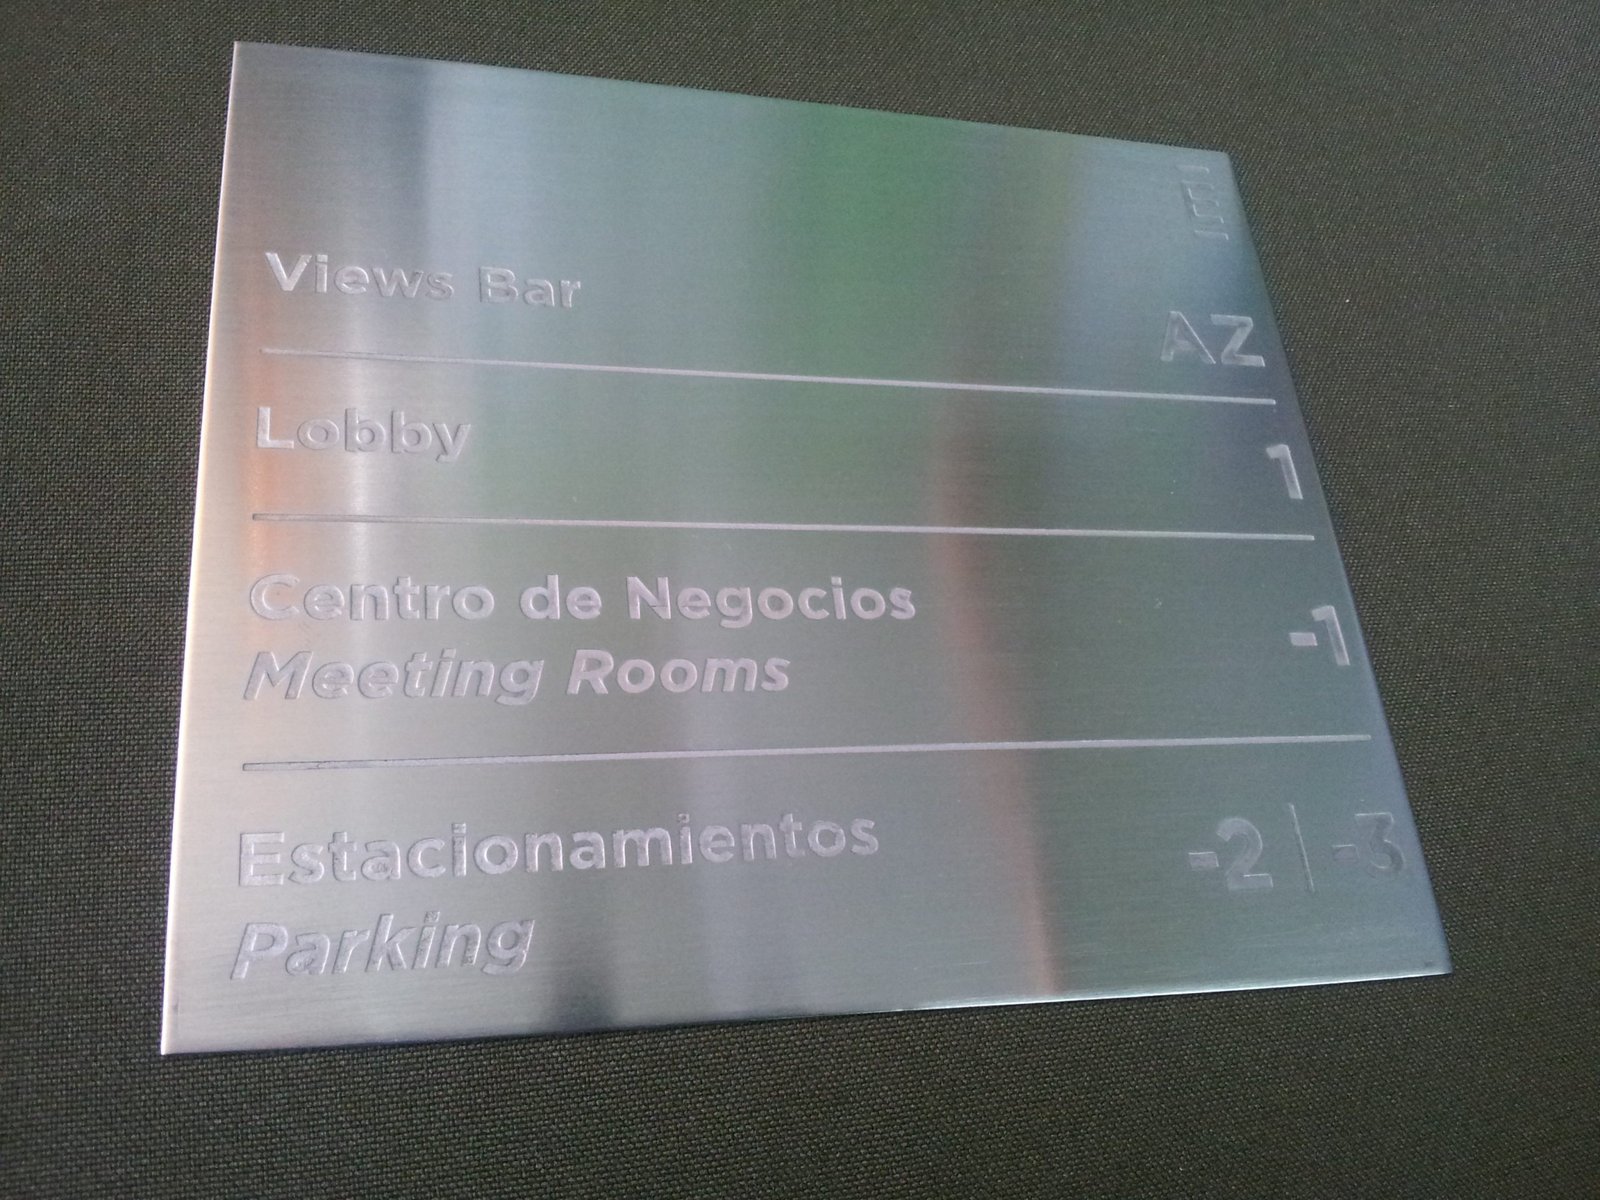 Views Bar AZ
Lobby 1
Centro de Negocios -1
Meeting Rooms
Estacionamientos -2 | -3
Parking